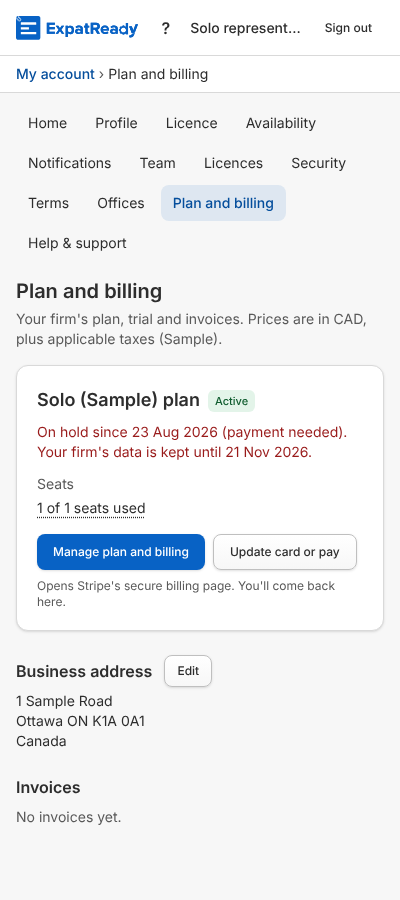 ExpatReady ? Solo represent... Sign out
My account › Plan and billing
Home Profile Licence Availability
Notifications Team Licences Security
Terms Offices Plan and billing
Help & support
Plan and billing
Your firm's plan, trial and invoices. Prices are in CAD,
plus applicable taxes (Sample).
Solo (Sample) plan Active
On hold since 23 Aug 2026 (payment needed).
Your firm's data is kept until 21 Nov 2026.
Seats
1 of 1 seats used
Manage plan and billing Update card or pay
Opens Stripe's secure billing page. You'll come back
here.
Business address Edit
1 Sample Road
Ottawa ON K1A 0A1
Canada
Invoices
No invoices yet.